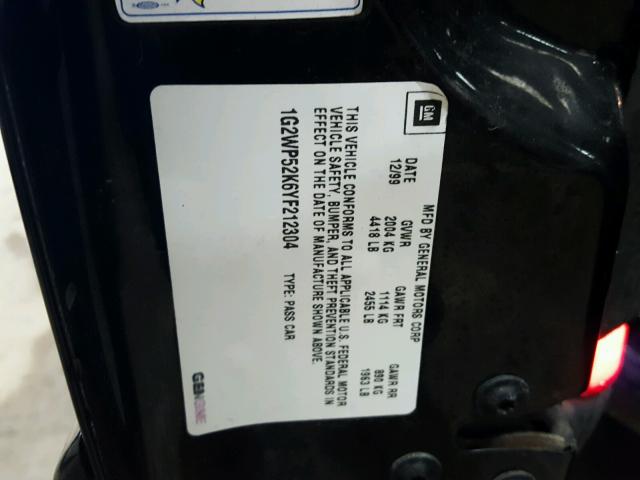 GM
MFD BY GENERAL MOTORS CORP
DATE GVWR GAWR FRT GAWR RR
12/99 2004 KG 1114 KG 890 KG
4418 LB 2455 LB 1963 LB
THIS VEHICLE CONFORMS TO ALL APPLICABLE U.S. FEDERAL MOTOR
VEHICLE SAFETY, BUMPER, AND THEFT PREVENTION STANDARDS IN
EFFECT ON THE DATE OF MANUFACTURE SHOWN ABOVE.
1G2WP52K6YF212304 TYPE: PASS CAR
GENUINE